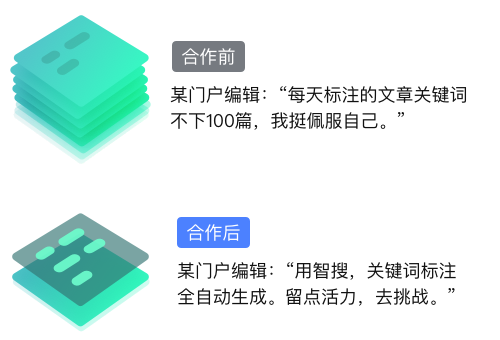 合作前
某门户编辑：“每天标注的文章关键词
不下100篇，我挺佩服自己。”
合作后
某门户编辑：“用智搜，关键词标注
全自动生成。留点活力，去挑战。”